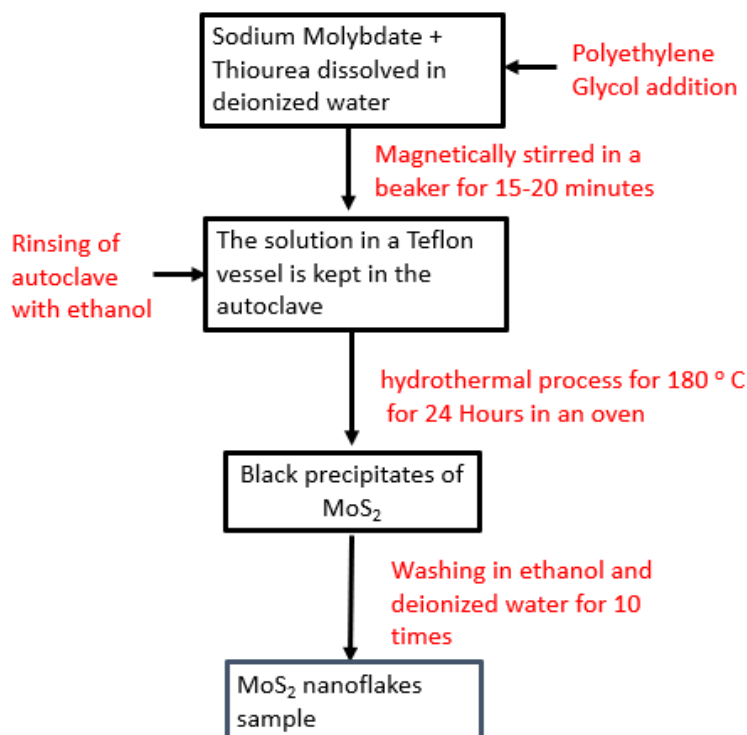 Sodium Molybdate +
Thiourea dissolved in
deionized water
Polyethylene
Glycol addition
Magnetically stirred in a
beaker for 15-20 minutes
Rinsing of
autoclave
with ethanol
The solution in a Teflon
vessel is kept in the
autoclave
hydrothermal process for 180 ° C
for 24 Hours in an oven
Black precipitates of
MoS₂
Washing in ethanol and
deionized water for 10
times
MoS₂ nanoflakes
sample